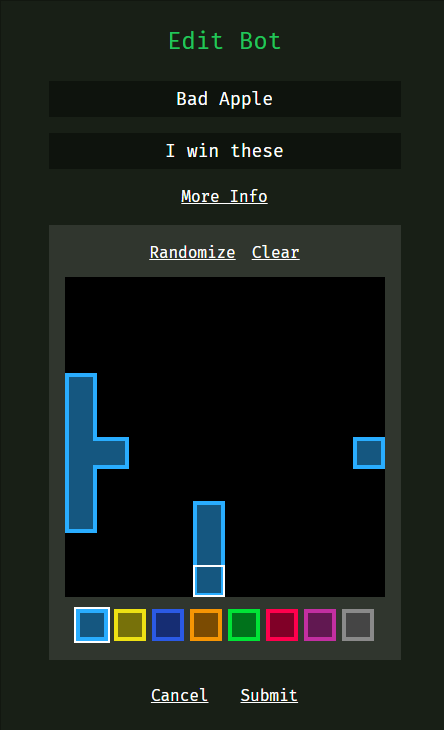 Edit Bot
Bad Apple
I win these
More Info
Randomize Clear
Cancel Submit